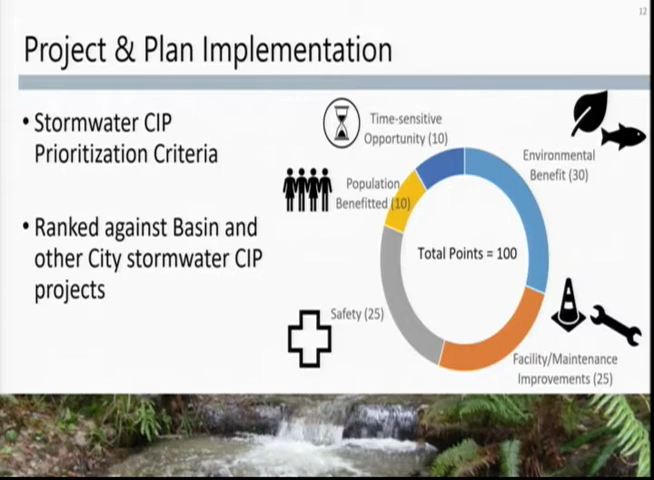 12
Project & Plan Implementation
• Stormwater CIP
Prioritization Criteria
• Ranked against Basin and
other City stormwater CIP
projects
Time-sensitive
Opportunity (10)
Environmental
Benefit (30)
Population
Benefitted (10)
Total Points = 100
Safety (25)
Facility/Maintenance
Improvements (25)